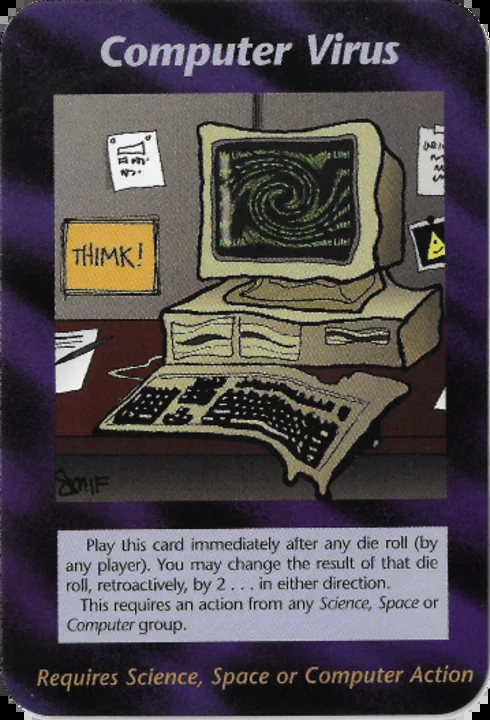 Computer Virus
THIMK!
Play this card immediately after any die roll (by
any player). You may change the result of that die
roll, retroactively, by 2 . . . in either direction.
This requires an action from any Science, Space or
Computer group.
Requires Science, Space or Computer Action